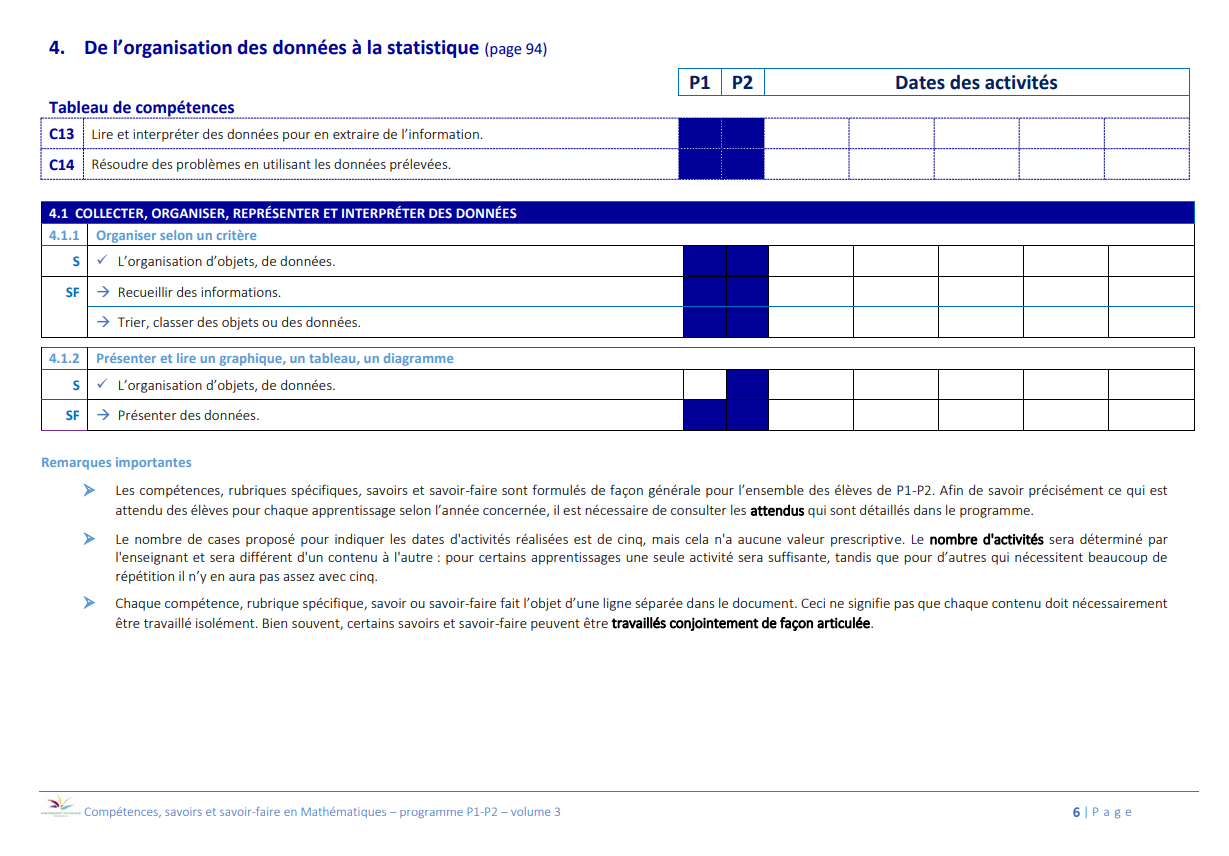 4. De l’organisation des données à la statistique (page 94)
P1 P2 Dates des activités
Tableau de compétences
C13 Lire et interpréter des données pour en extraire de l’information.
C14 Résoudre des problèmes en utilisant les données prélevées.
4.1 COLLECTER, ORGANISER, REPRÉSENTER ET INTERPRÉTER DES DONNÉES
4.1.1 Organiser selon un critère
S ✓ L’organisation d’objets, de données.
SF → Recueillir des informations.
→ Trier, classer des objets ou des données.
4.1.2 Présenter et lire un graphique, un tableau, un diagramme
S ✓ L’organisation d’objets, de données.
SF → Présenter des données.
Remarques importantes
➢ Les compétences, rubriques spécifiques, savoirs et savoir-faire sont formulés de façon générale pour l’ensemble des élèves de P1-P2. Afin de savoir précisément ce qui est
attendu des élèves pour chaque apprentissage selon l’année concernée, il est nécessaire de consulter les attendus qui sont détaillés dans le programme.
➢ Le nombre de cases proposé pour indiquer les dates d'activités réalisées est de cinq, mais cela n'a aucune valeur prescriptive. Le nombre d'activités sera déterminé par
l'enseignant et sera différent d'un contenu à l'autre : pour certains apprentissages une seule activité sera suffisante, tandis que pour d’autres qui nécessitent beaucoup de
répétition il n’y en aura pas assez avec cinq.
➢ Chaque compétence, rubrique spécifique, savoir ou savoir-faire fait l’objet d’une ligne séparée dans le document. Ceci ne signifie pas que chaque contenu doit nécessairement
être travaillé isolément. Bien souvent, certains savoirs et savoir-faire peuvent être travaillés conjointement de façon articulée.
Compétences, savoirs et savoir-faire en Mathématiques – programme P1-P2 – volume 3
6 | P a g e